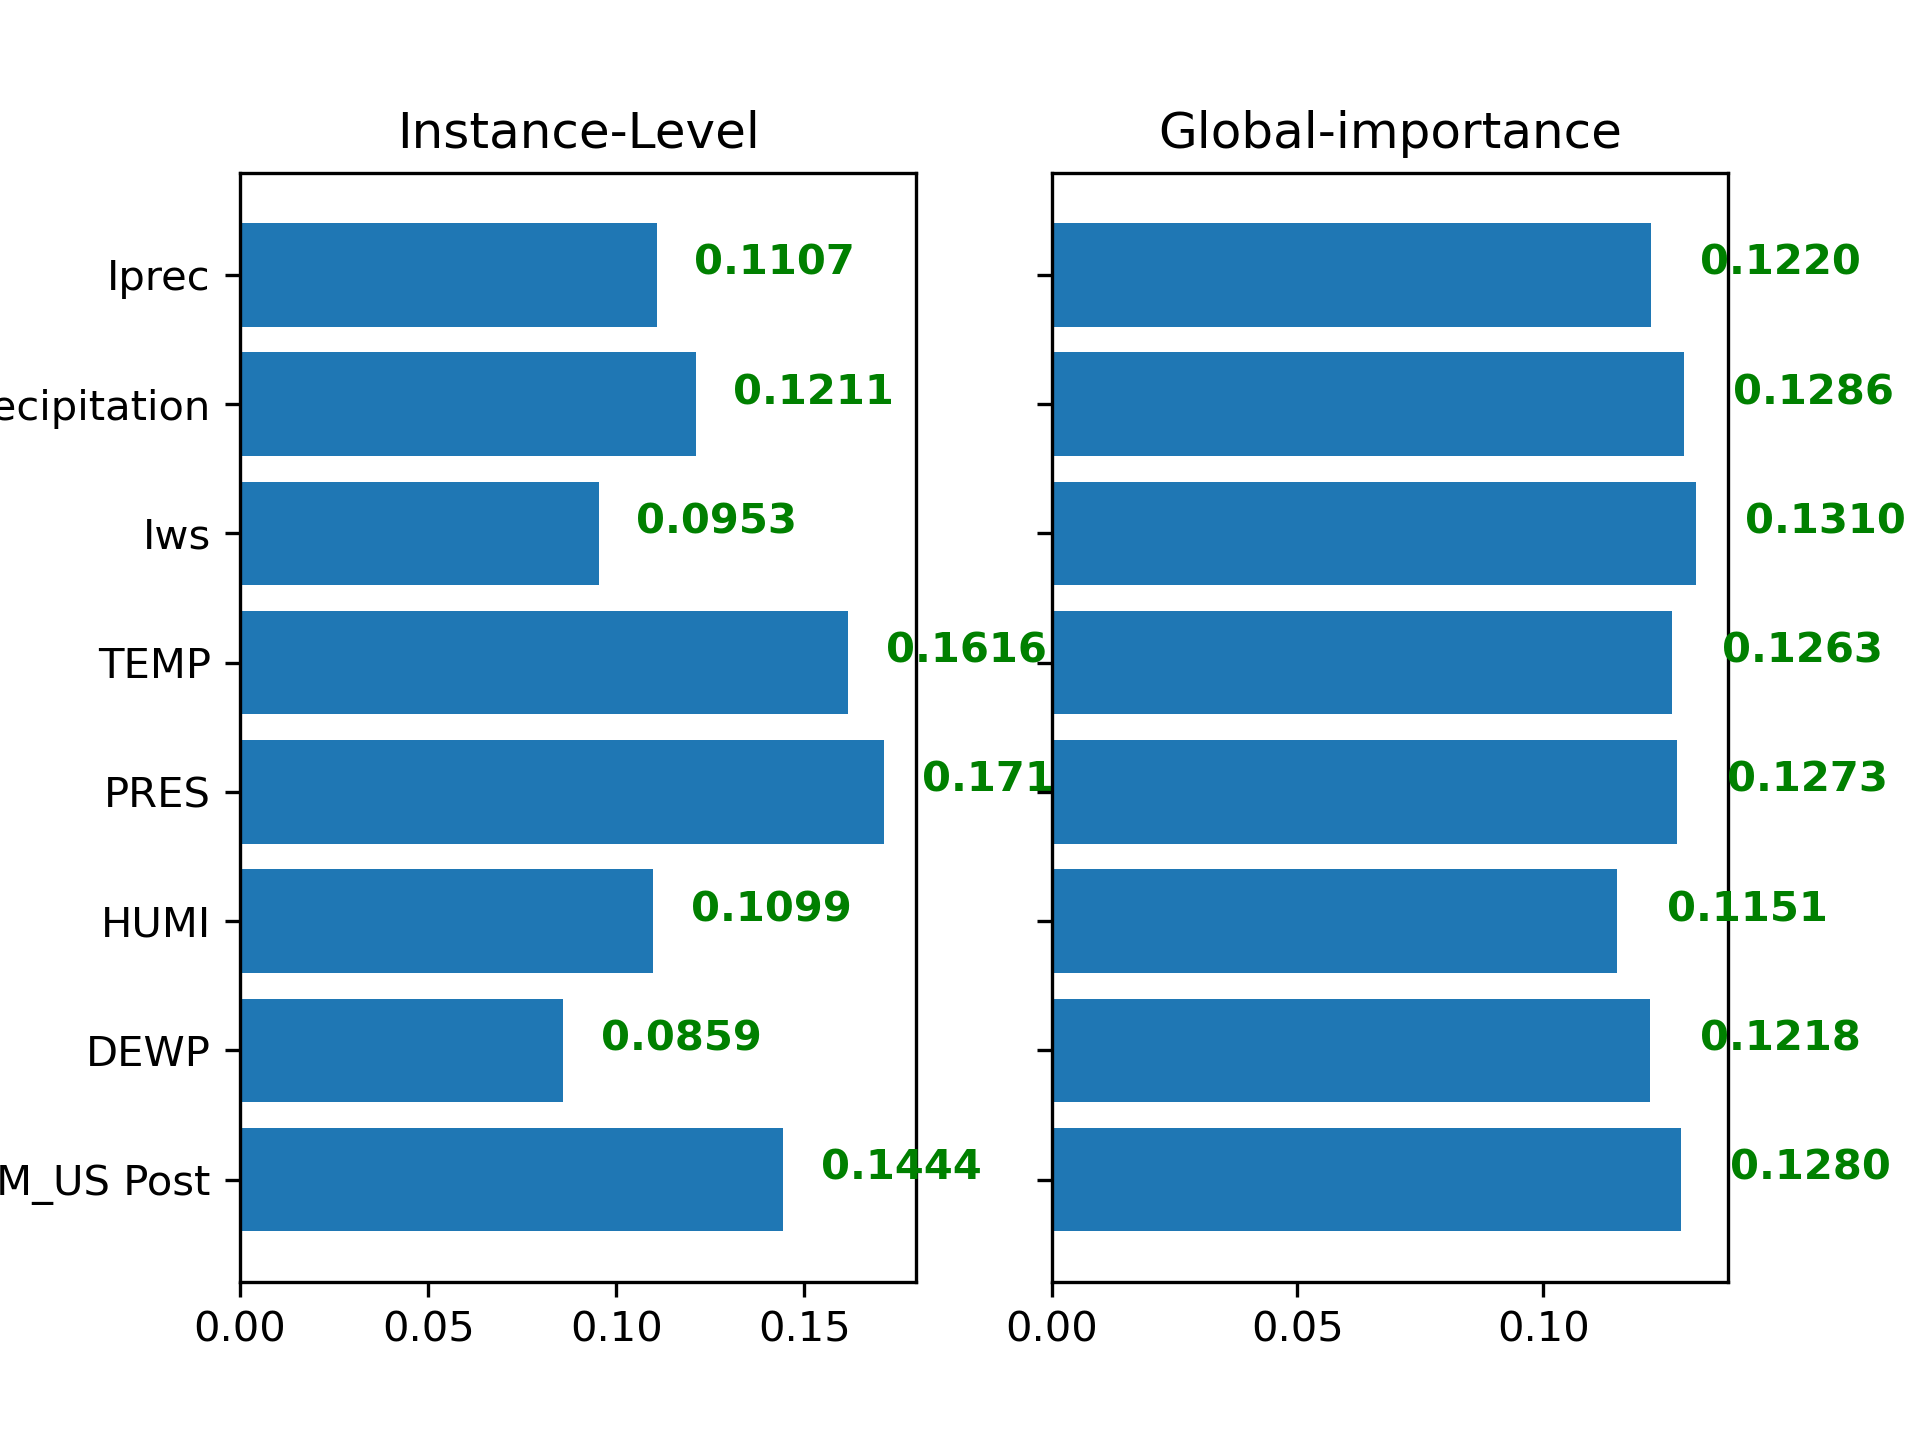 Instance-Level Global-importance
Iprec 0.1107 0.1220
ecipitation 0.1211 0.1286
Iws 0.0953 0.1310
TEMP 0.1616 0.1263
PRES 0.171 0.1273
HUMI 0.1099 0.1151
DEWP 0.0859 0.1218
M_US Post 0.1444 0.1280
0.00 0.05 0.10 0.15 0.00 0.05 0.10